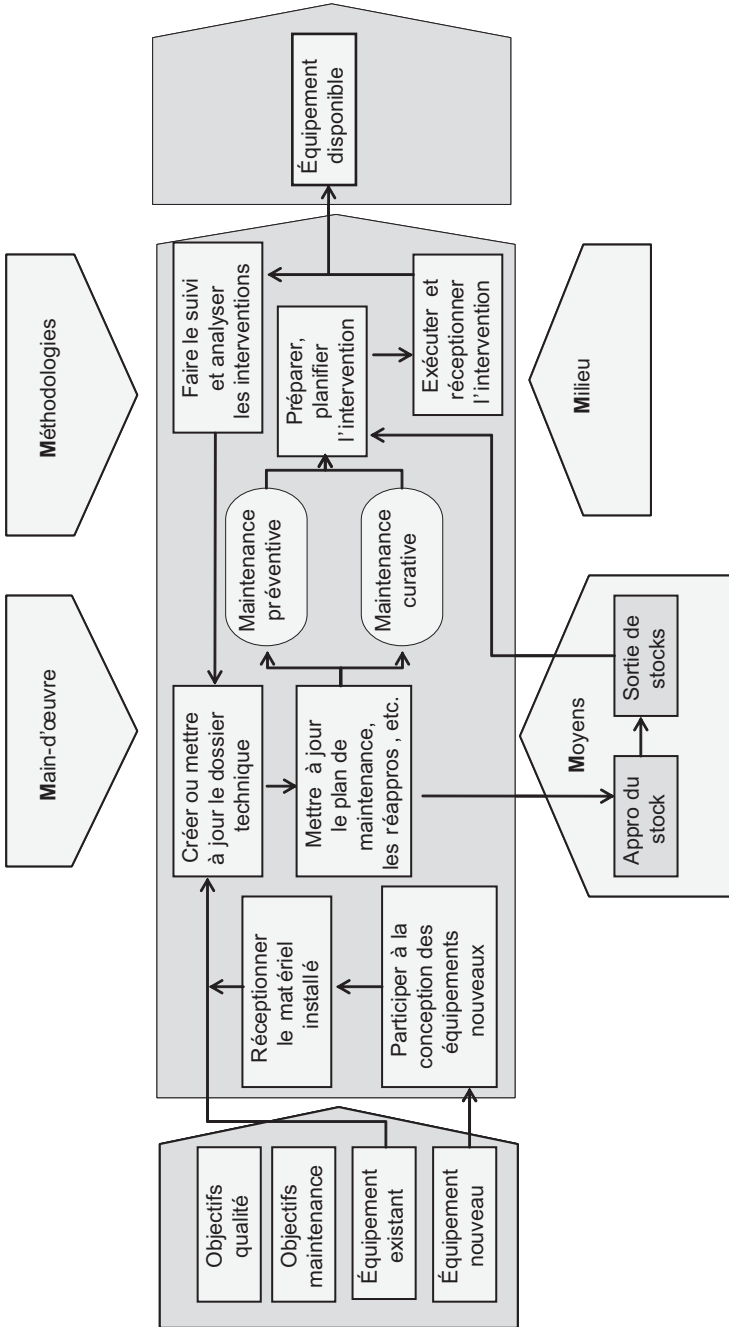 Main-d'œuvre
Méthodologies
Objectifs
qualité
Objectifs
maintenance
Équipement
existant
Équipement
nouveau
Réceptionner
le mat ériel
installé
Participer à la
conception des
équipements
nouveaux
Créer ou mettre
à jour le dossier
technique
Mettre à jour
le plan de
maintenance,
les réappros , etc.
Maintenance
préventive
Maintenance
curative
Faire le suivi
et analyser
les interventions
Préparer,
planifier
l'intervention
Exécuter et
réceptionner
l'intervention
Équipement
disponible
Moyens
Appro du
stock
Sortie de
stocks
Milieu